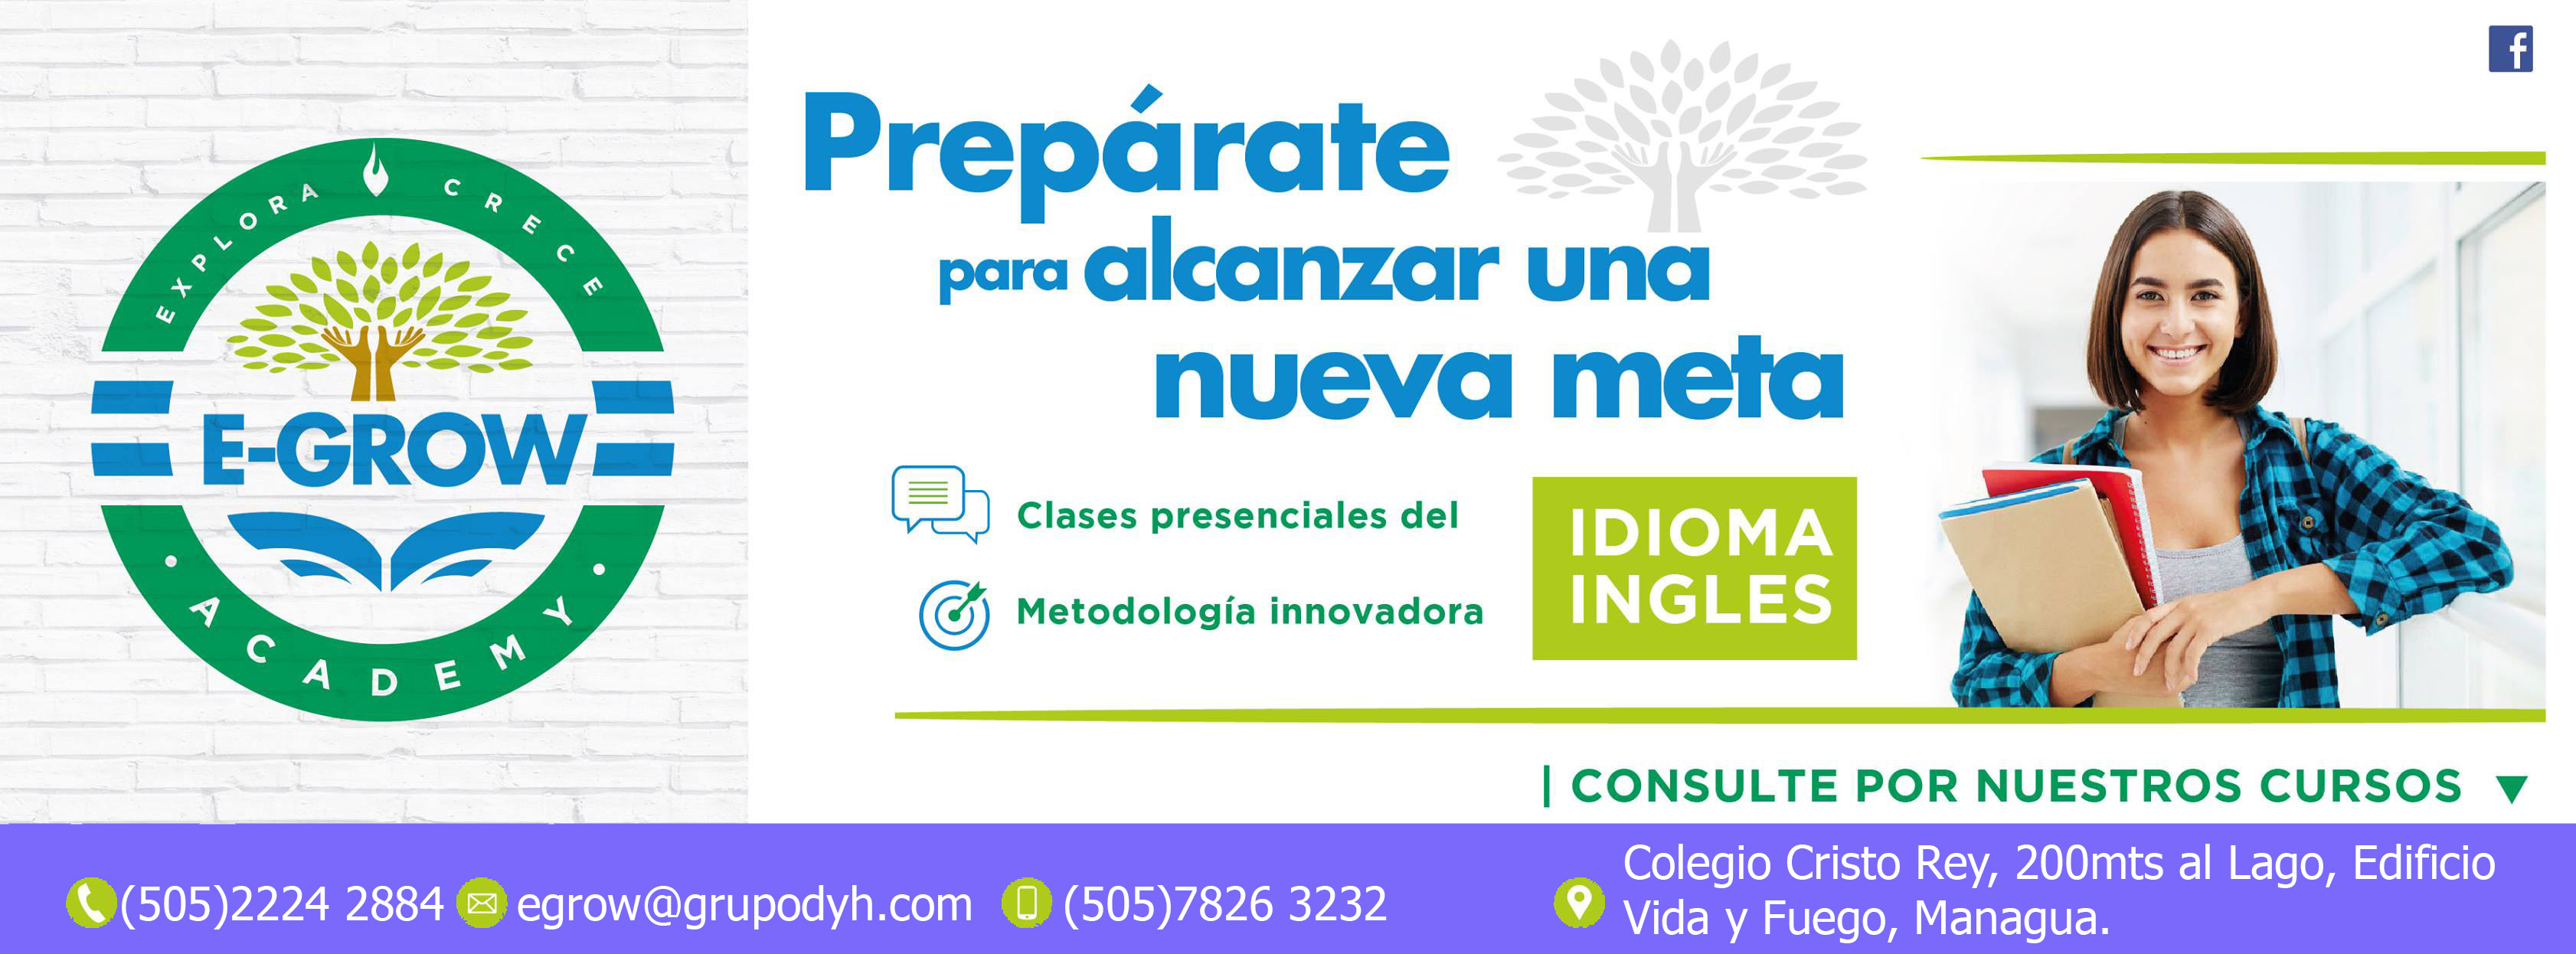 EXPLORA CRECE
E-GROW
• ACADEMY •
Prepárate
para alcanzar una
nueva meta
Clases presenciales del
Metodología innovadora
IDIOMA
INGLES
| CONSULTE POR NUESTROS CURSOS
(505)2224 2884
egrow@grupodyh.com
(505)7826 3232
Colegio Cristo Rey, 200mts al Lago, Edificio
Vida y Fuego, Managua.